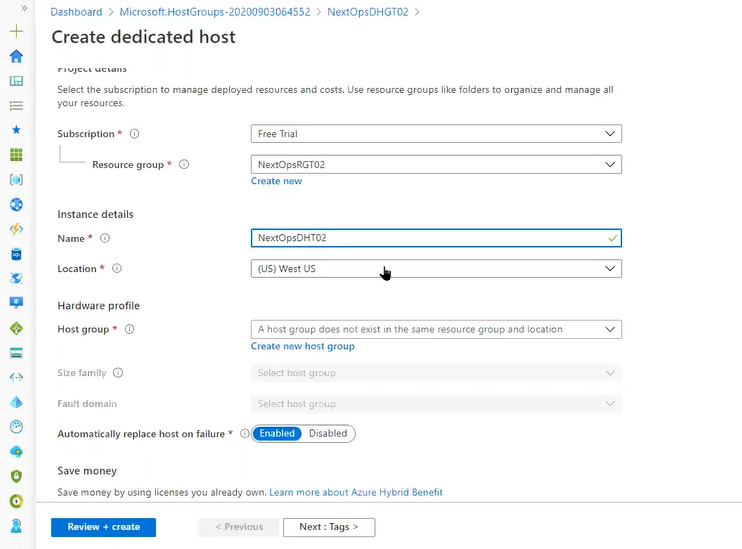 Dashboard > Microsoft.HostGroups-20200903064552 > NextOpsDHGT02 >
Create dedicated host
Project details
Select the subscription to manage deployed resources and costs. Use resource groups like folders to organize and manage all
your resources.
Subscription * Free Trial
Resource group * NextOpsRGT02
Create new
Instance details
Name * NextOpsDHT02
Location * (US) West US
Hardware profile
Host group * A host group does not exist in the same resource group and location
Create new host group
Size family Select host group
Fault domain Select host group
Automatically replace host on failure * Enabled Disabled
Save money
Save money by using licenses you already own. Learn more about Azure Hybrid Benefit
Review + create < Previous Next : Tags >